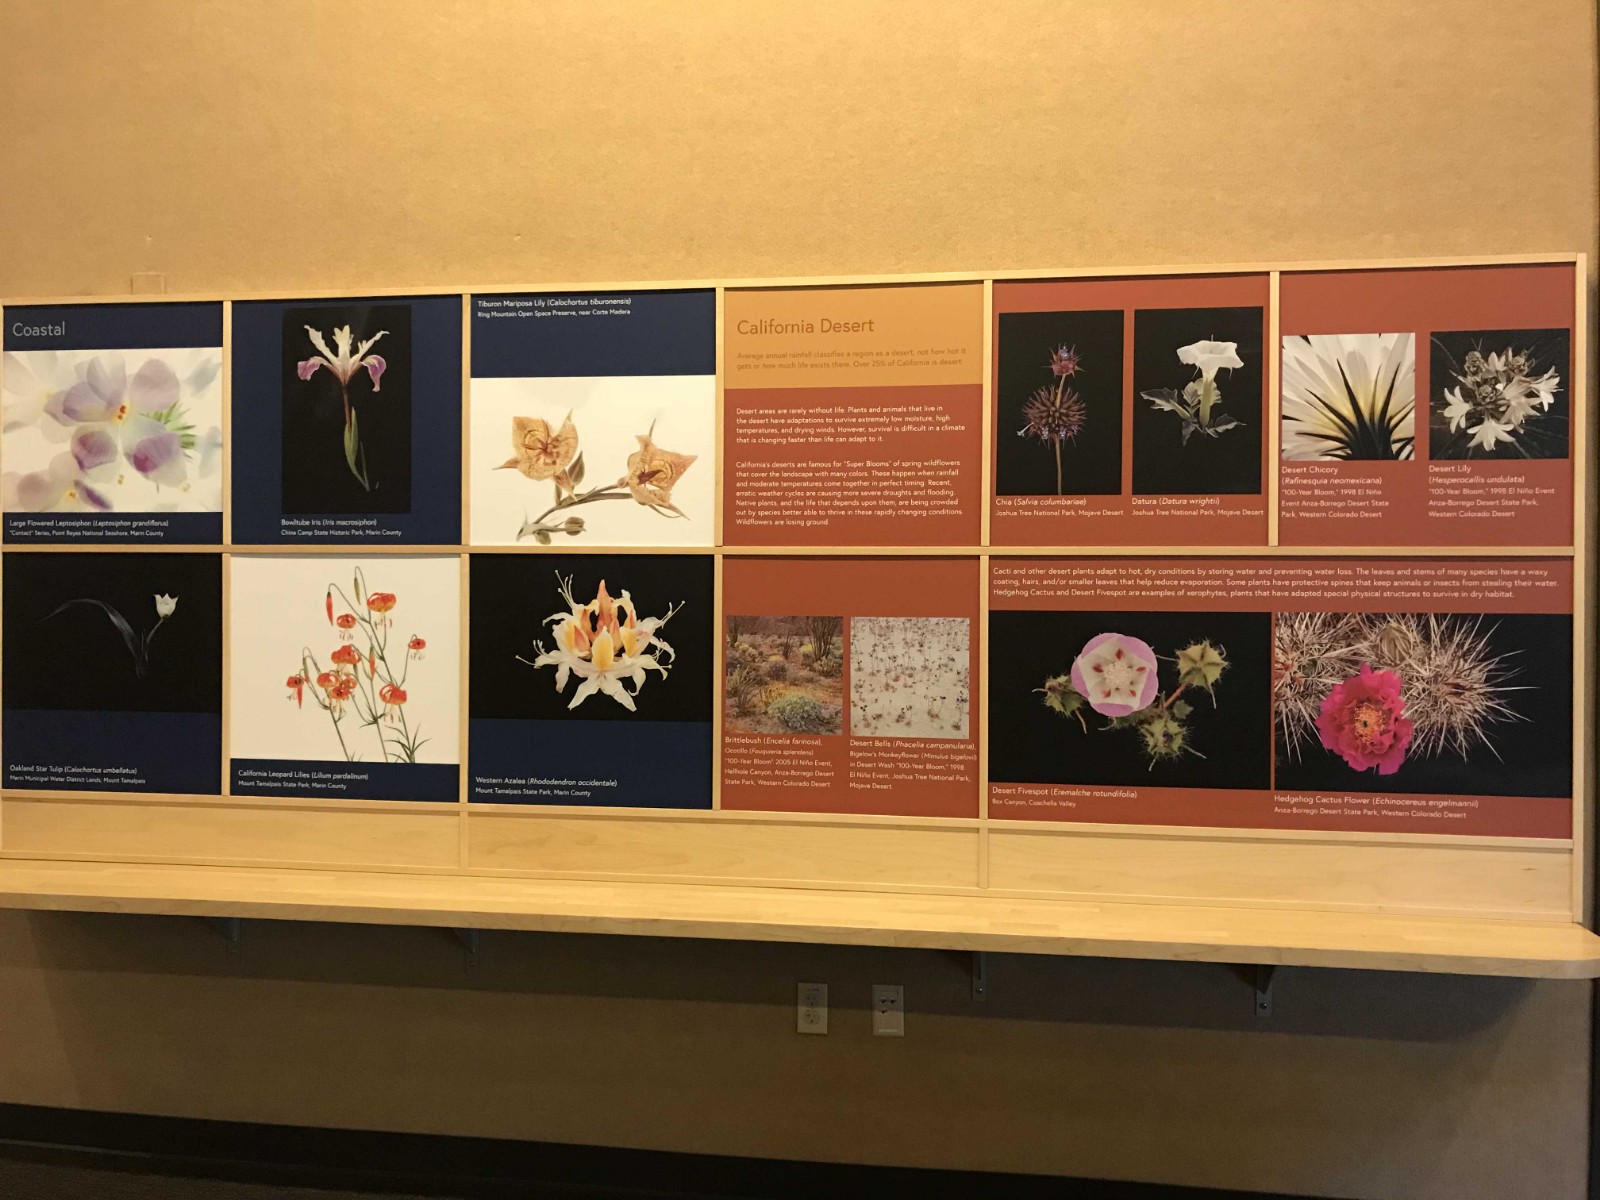 Coastal
Large Flowered Leptosiphon (Leptosiphon grandiflorus)
"Contact" Series, Point Reyes National Seashore, Marin County
Bowltube Iris (Iris macrosiphon)
China Camp State Historic Park, Marin County
Tiburon Mariposa Lily (Calochortus tiburonensis)
Ring Mountain Open Space Preserve, near Corte Madera
California Desert
Average annual rainfall classifies a region as a desert, not how hot it
gets or how much life exists there. Over 25% of California is desert.
Desert areas are rarely without life. Plants and animals that live in
the desert have adaptations to survive extremely low moisture, high
temperatures, and drying winds. However, survival is difficult in a climate
that is changing faster than life can adapt to it.
California's deserts are famous for "Super Blooms" of spring wildflowers
that cover the landscape with many colors. These happen when rainfall
and moderate temperatures come together in perfect timing. Recent,
erratic weather cycles are causing more severe droughts and flooding.
Native plants, and the life that depends upon them, are being crowded
out by species better able to thrive in these rapidly changing conditions.
Wildflowers are losing ground.
Chia (Salvia columbariae)
Joshua Tree National Park, Mojave Desert
Datura (Datura wrightii)
Joshua Tree National Park, Mojave Desert
Desert Chicory
(Rafinesquia neomexicana)
"100-Year Bloom," 1998 El Niño
Event Anza-Borrego Desert State
Park, Western Colorado Desert
Desert Lily
(Hesperocallis undulata)
"100-Year Bloom," 1998 El Niño Event
Anza-Borrego Desert State Park,
Western Colorado Desert
Oakland Star Tulip (Calochortus umbellatus)
Marin Municipal Water District Lands, Mount Tamalpais
California Leopard Lilies (Lilium pardalinum)
Mount Tamalpais State Park, Marin County
Western Azalea (Rhododendron occidentale)
Mount Tamalpais State Park, Marin County
Brittlebush (Encelia farinosa),
Ocotillo (Fouquieria splendens)
"100-Year Bloom" 2005 El Niño Event,
Hellhole Canyon, Anza-Borrego Desert
State Park, Western Colorado Desert
Desert Bells (Phacelia campanularia),
Bigelow's Monkeyflower (Mimulus bigelovii)
in Desert Wash "100-Year Bloom," 1998
El Niño Event, Joshua Tree National Park,
Mojave Desert
Cacti and other desert plants adapt to hot, dry conditions by storing water and preventing water loss. The leaves and stems of many species have a waxy
coating, hairs, and/or smaller leaves that help reduce evaporation. Some plants have protective spines that keep animals or insects from stealing their water.
Hedgehog Cactus and Desert Fivespot are examples of xerophytes, plants that have adapted special physical structures to survive in dry habitat.
Desert Fivespot (Eremalche rotundifolia)
Box Canyon, Coachella Valley
Hedgehog Cactus Flower (Echinocereus engelmannii)
Anza-Borrego Desert State Park, Western Colorado Desert